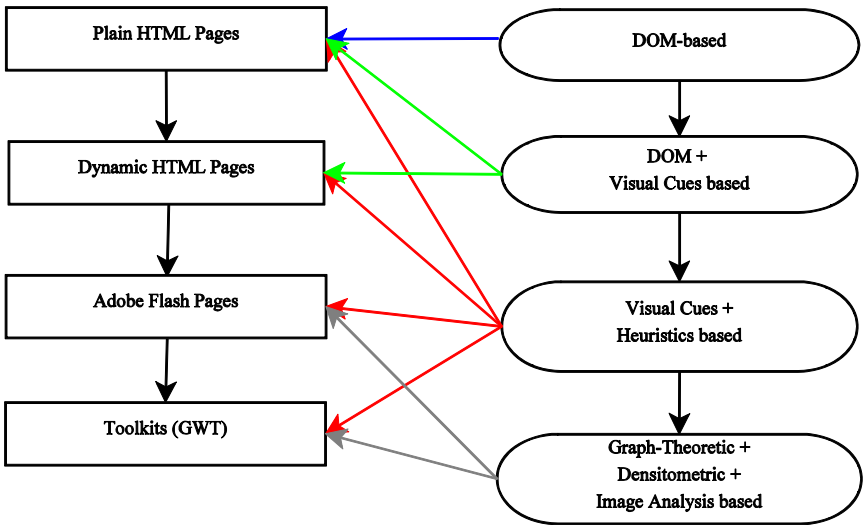 Plain HTML Pages
DOM-based
Dynamic HTML Pages
DOM +
Visual Cues based
Adobe Flash Pages
Visual Cues +
Heuristics based
Toolkits (GWT)
Graph-Theoretic +
Densitometric +
Image Analysis based